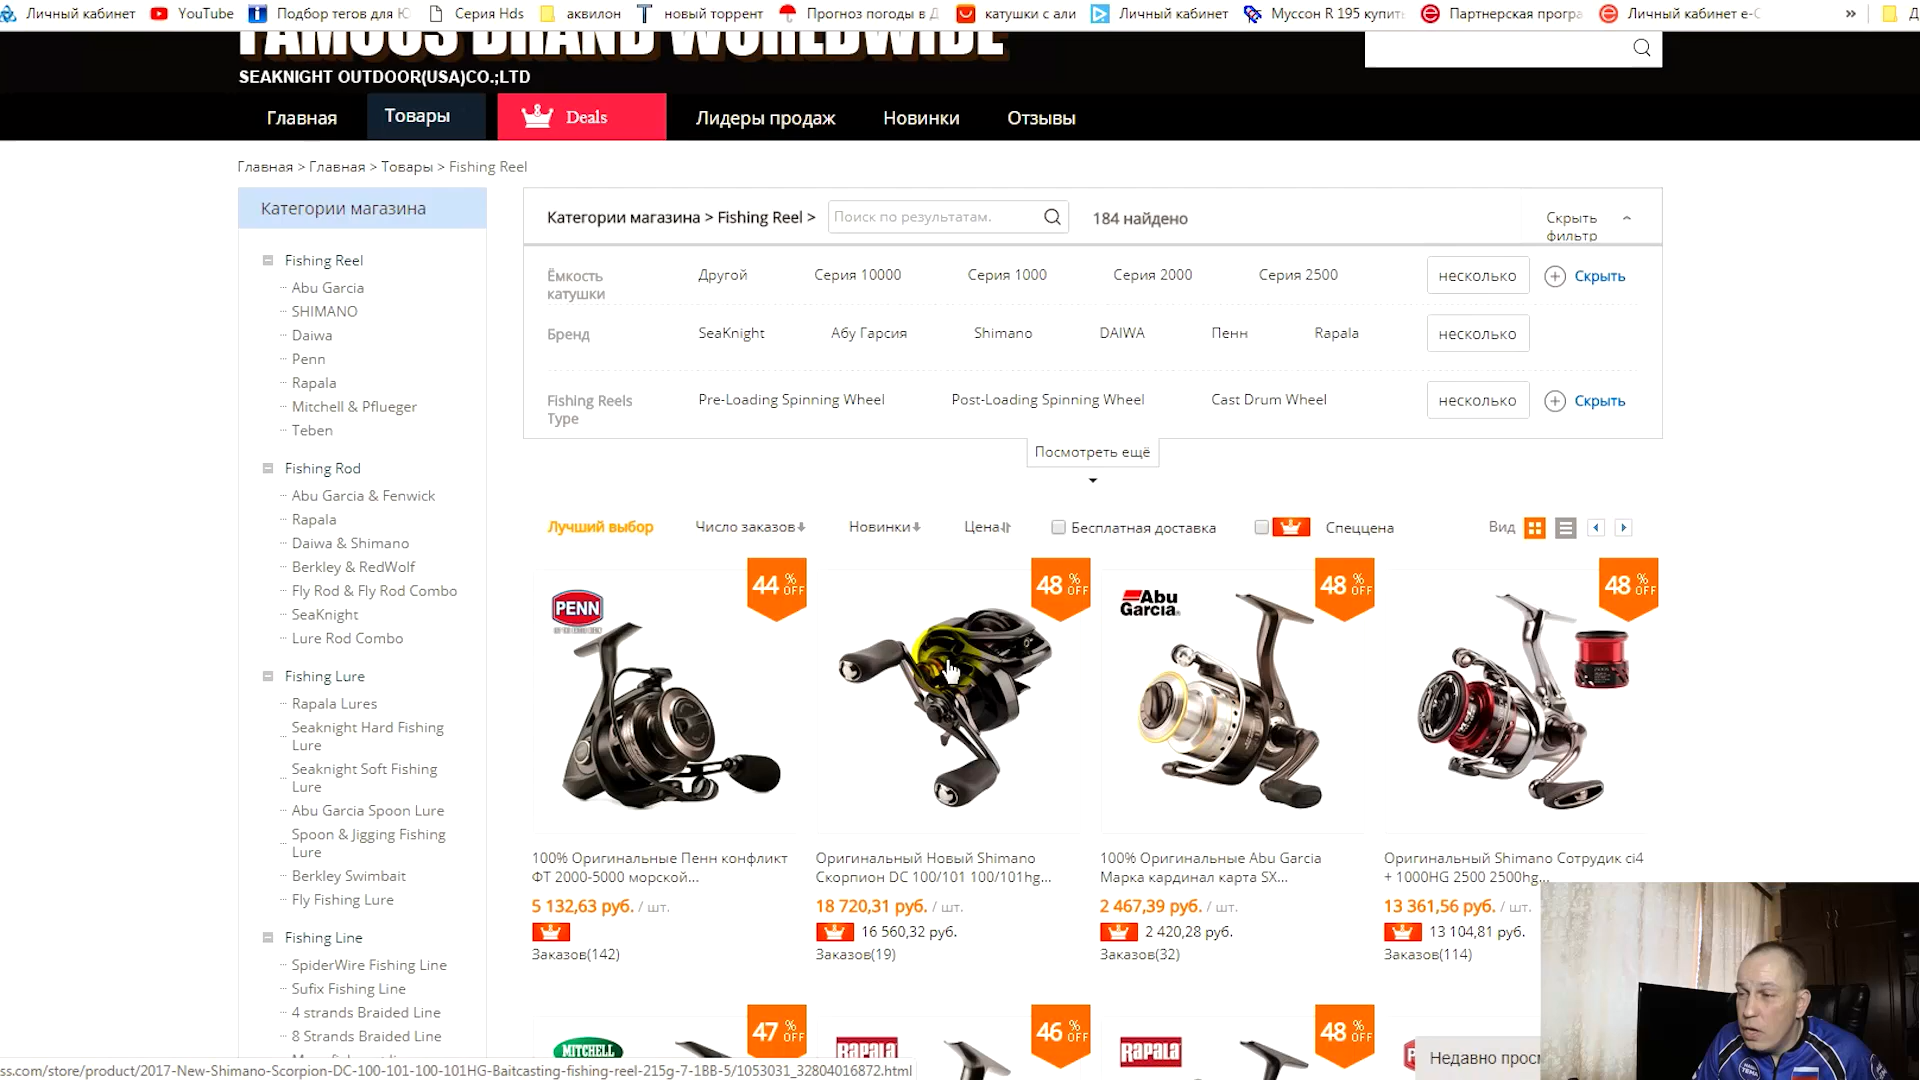 Личный кабинет
YouTube
Подбор тегов для Ю
Серия Hds
аквилон
новый торрент
Прогноз погоды в Д
катушки с али
Личный кабинет
Муссон R 195 купить
Партнерская програ
Личный кабинет e-C
»
FAMOUS BRAND WORLDWIDE
SEAKNIGHT OUTDOOR(USA)CO.;LTD
Главная
Товары
Deals
Лидеры продаж
Новинки
Отзывы
Главная > Главная > Товары > Fishing Reel
Категории магазина
Fishing Reel
Abu Garcia
SHIMANO
Daiwa
Penn
Rapala
Mitchell & Pflueger
Teben
Fishing Rod
Abu Garcia & Fenwick
Rapala
Daiwa & Shimano
Berkley & RedWolf
Fly Rod & Fly Rod Combo
SeaKnight
Lure Rod Combo
Fishing Lure
Rapala Lures
Seaknight Hard Fishing
Lure
Seaknight Soft Fishing
Lure
Abu Garcia Spoon Lure
Spoon & Jigging Fishing
Lure
Berkley Swimbait
Fly Fishing Lure
Fishing Line
SpiderWire Fishing Line
Sufix Fishing Line
4 strands Braided Line
8 Strands Braided Line
Категории магазина > Fishing Reel >
Поиск по результатам.
184 найдено
Скрыть
фильтр
Ёмкость
катушки
Другой
Серия 10000
Серия 1000
Серия 2000
Серия 2500
несколько
Скрыть
Бренд
SeaKnight
Абу Гарсия
Shimano
DAIWA
Пенн
Rapala
несколько
Fishing Reels
Type
Pre-Loading Spinning Wheel
Post-Loading Spinning Wheel
Cast Drum Wheel
несколько
Скрыть
Посмотреть ещё
Лучший выбор
Число заказов
Новинки
Цена
Бесплатная доставка
Спеццена
Вид
44 % OFF
PENN
100% Оригинальные Пенн конфликт
ФТ 2000-5000 морской...
5 132,63 руб. / шт.
Заказов(142)
48 % OFF
Оригинальный Новый Shimano
Скорпион DC 100/101 100/101hg...
18 720,31 руб. / шт.
16 560,32 руб.
Заказов(19)
48 % OFF
Abu
Garcia
100% Оригинальные Abu Garcia
Марка кардинал карта SX...
2 467,39 руб. / шт.
2 420,28 руб.
Заказов(32)
48 % OFF
Оригинальный Shimano Сотрудик ci4
+ 1000HG 2500 2500hg...
13 361,56 руб. / шт.
13 104,81 руб.
Заказов(114)
47 % OFF
MITCHELL
46 % OFF
RAPALA
48 % OFF
RAPALA
Недавно просм
ss.com/store/product/2017-New-Shimano-Scorpion-DC-100-101-100-101HG-Baitcasting-fishing-reel-215g-7-1BB-5/1053031_32804016872.html